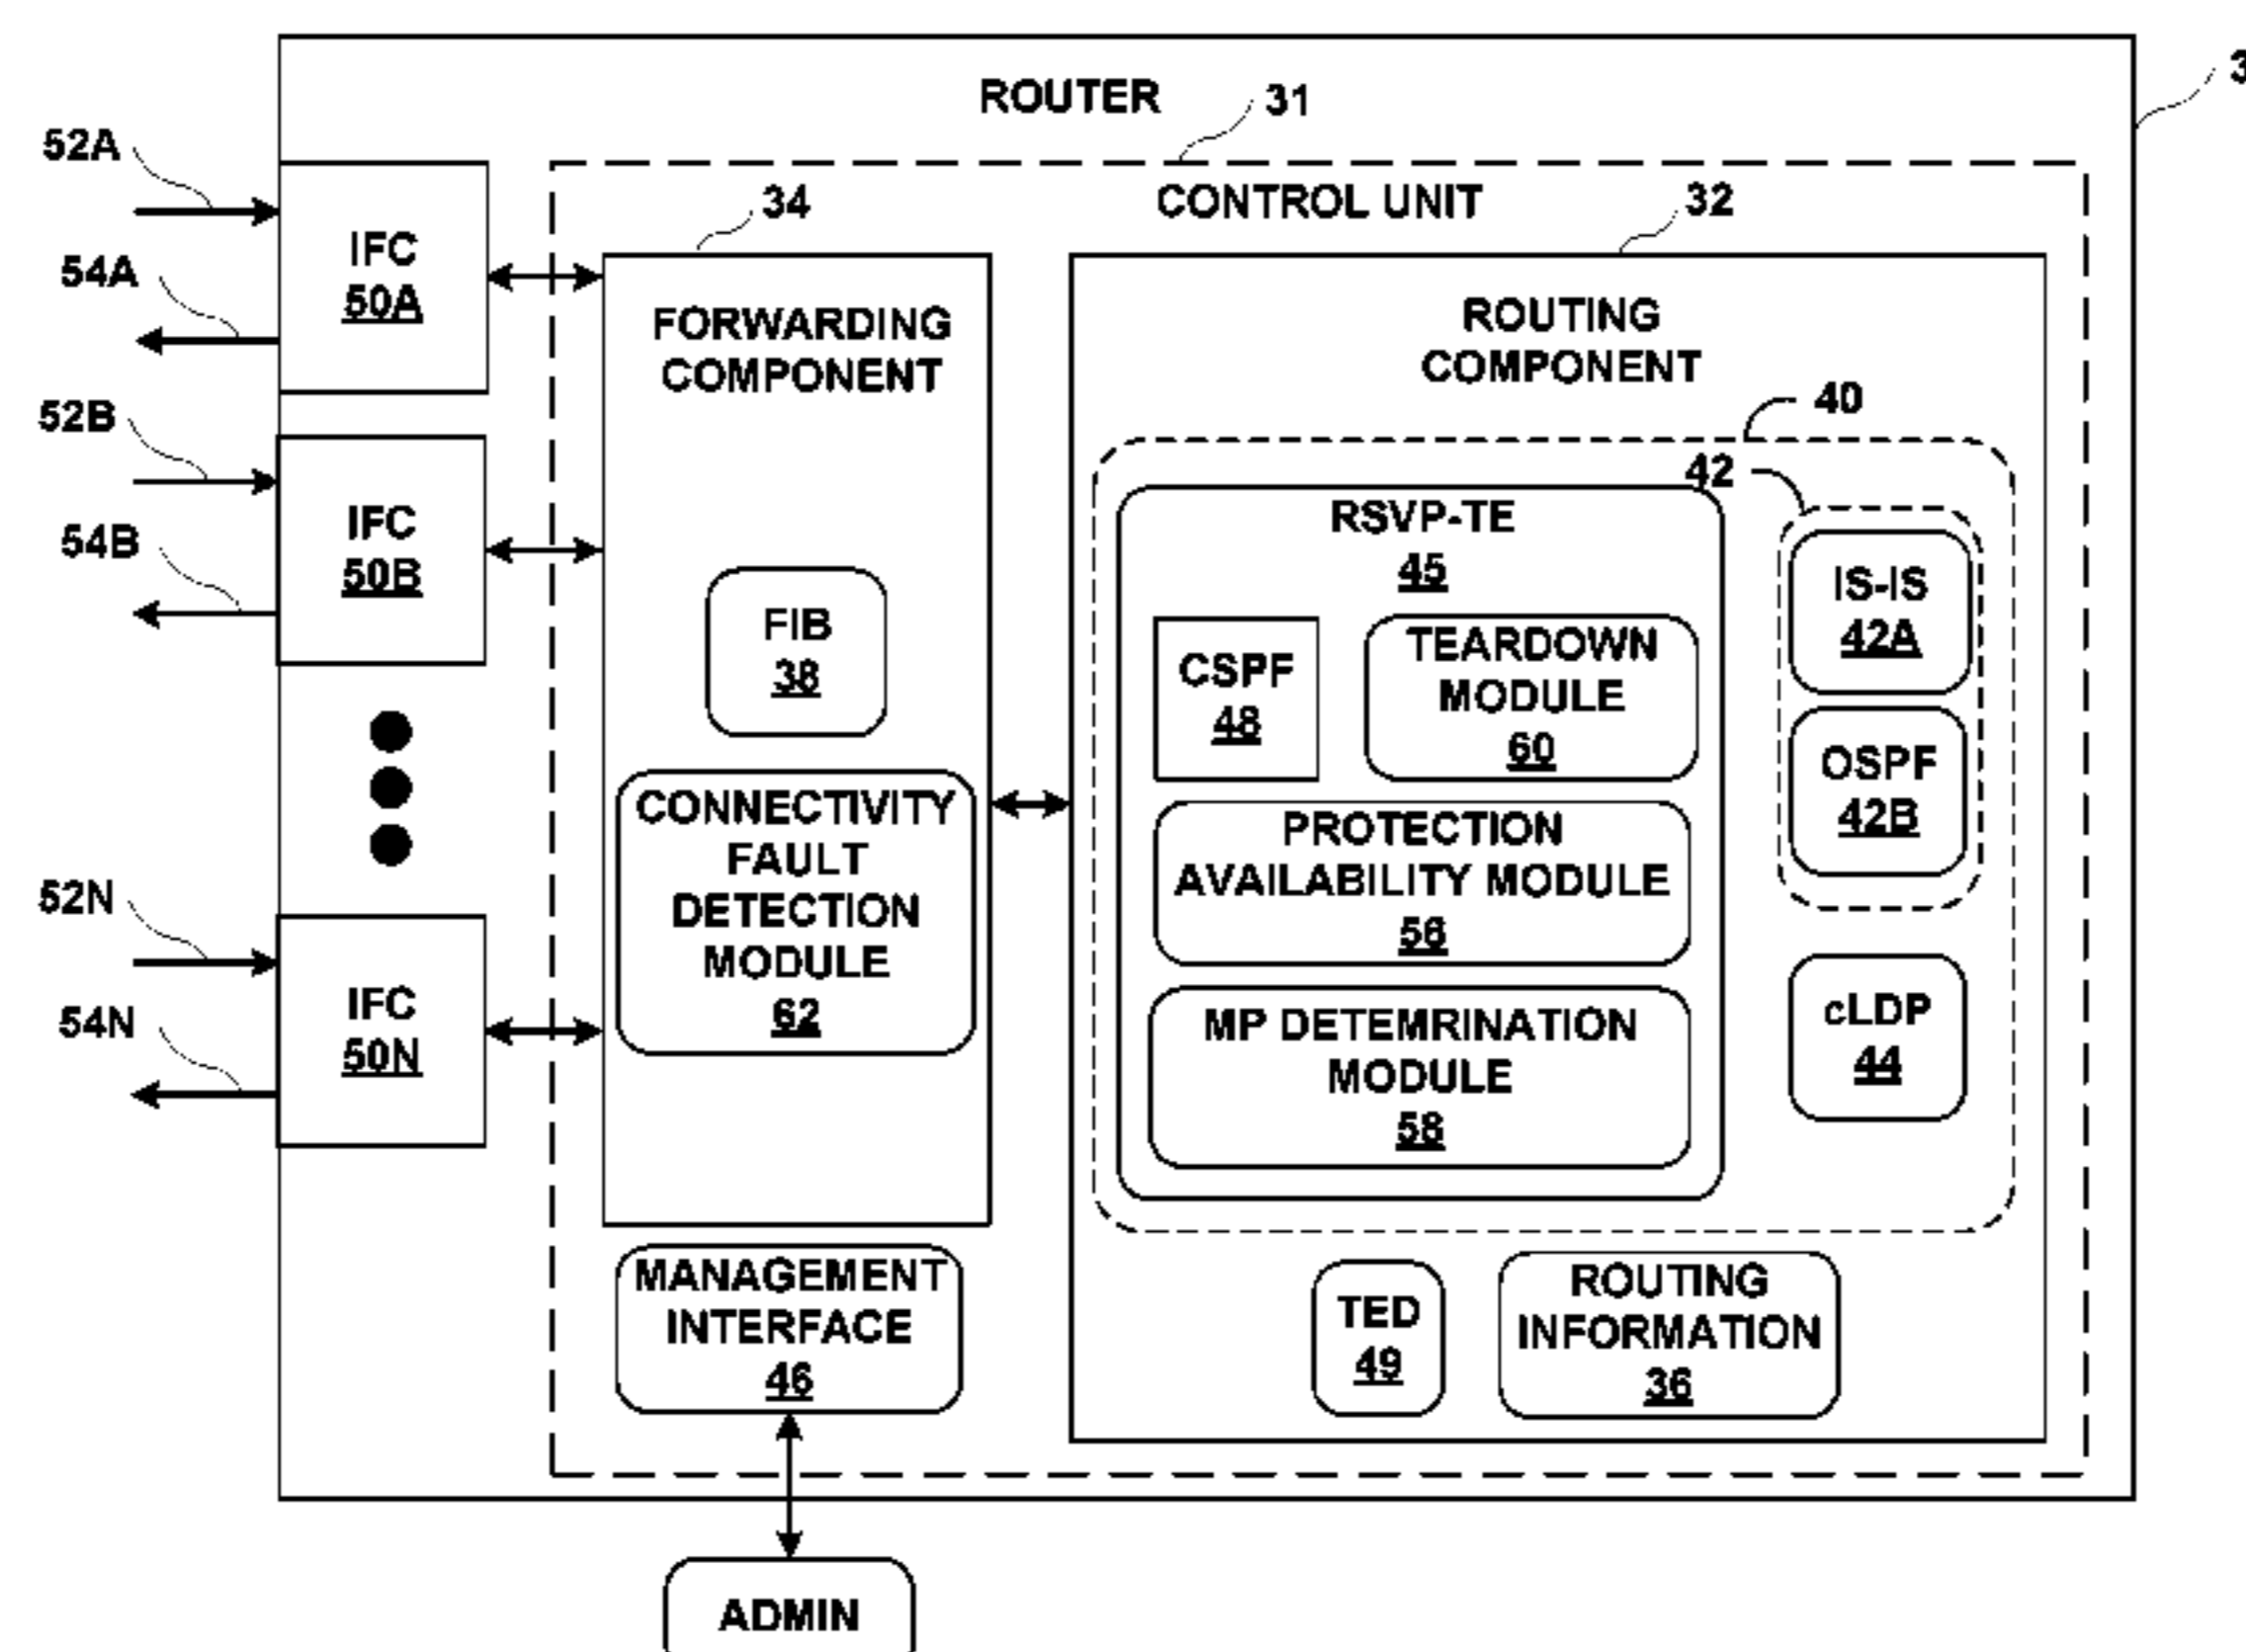 ROUTER
31
3
52A
54A
IFC
50A
52B
54B
IFC
50B
52N
54N
IFC
50N
CONTROL UNIT
34
32
FORWARDING
COMPONENT
FIB
38
CONNECTIVITY
FAULT
DETECTION
MODULE
62
MANAGEMENT
INTERFACE
46
ADMIN
ROUTING
COMPONENT
40
42
RSVP-TE
45
CSPF
48
TEARDOWN
MODULE
60
PROTECTION
AVAILABILITY MODULE
56
MP DETEMRINATION
MODULE
58
IS-IS
42A
OSPF
42B
cLDP
44
TED
49
ROUTING
INFORMATION
36